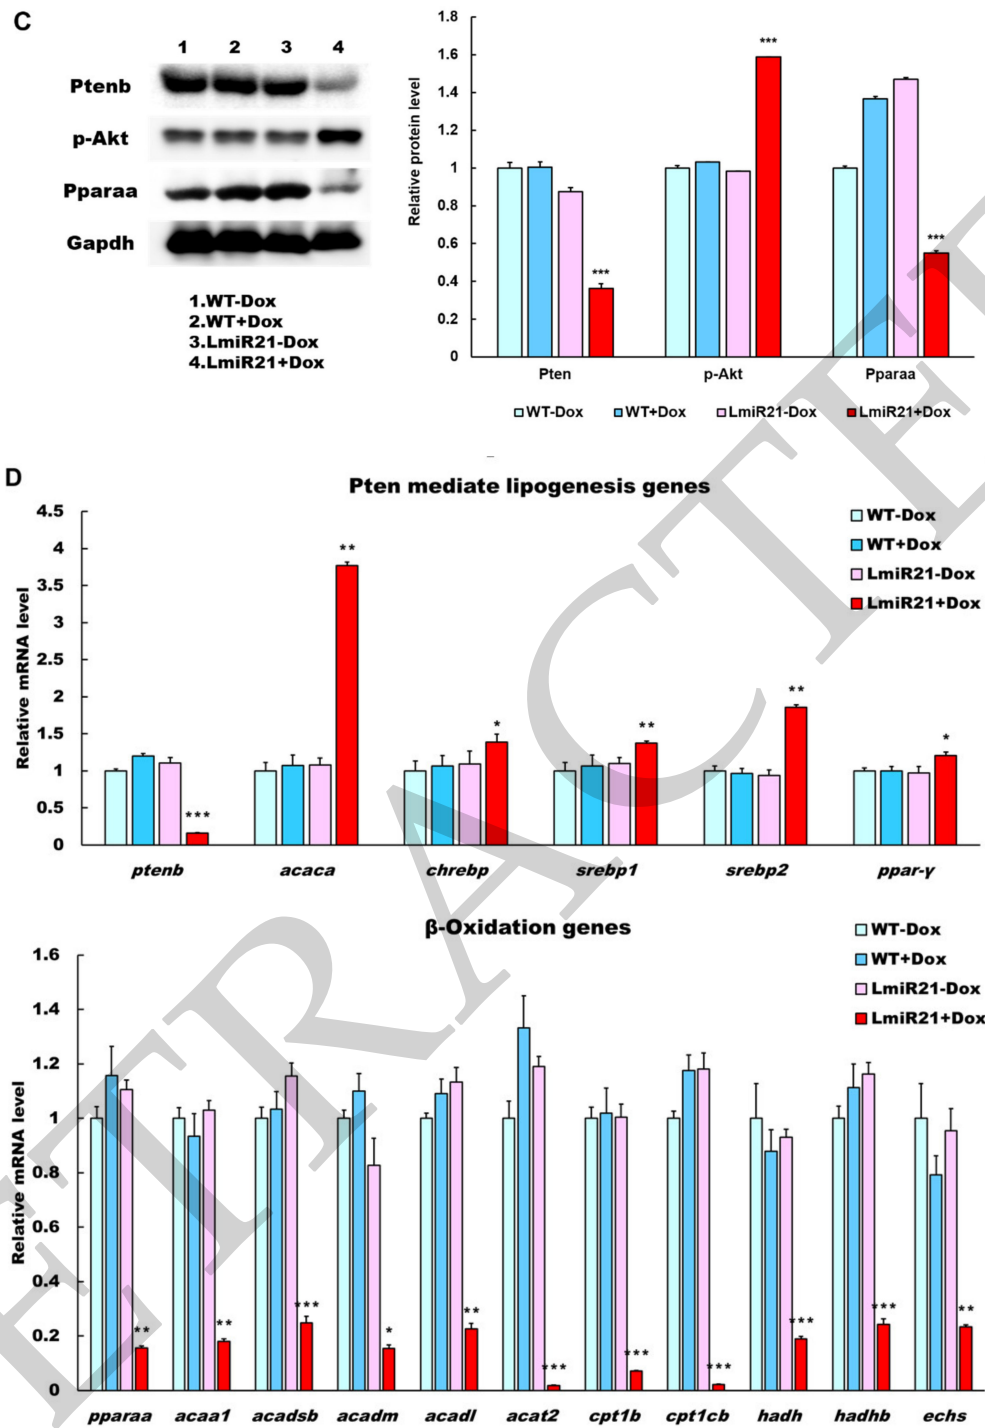 C
1 2 3 4
Ptenb
p-Akt
Pparaa
Gapdh
1.WT-Dox
2.WT+Dox
3.LmiR21-Dox
4.LmiR21+Dox
Relative protein level
1.8
1.6
1.4
1.2
1
0.8
0.6
0.4
0.2
0
***
***
***
Pten p-Akt Pparaa
WT-Dox WT+Dox LmiR21-Dox LmiR21+Dox
D
Pten mediate lipogenesis genes
WT-Dox
WT+Dox
LmiR21-Dox
LmiR21+Dox
Relative mRNA level
4.5
4
3.5
3
2.5
2
1.5
1
0.5
0
*** ** * ** ** *
ptenb acaca chrebp srebp1 srebp2 ppar-γ
β-Oxidation genes
WT-Dox
WT+Dox
LmiR21-Dox
LmiR21+Dox
Relative mRNA level
1.6
1.4
1.2
1
0.8
0.6
0.4
0.2
0
** ** *** * ** *** *** *** *** *** **
pparaa acaa1 acadsb acadm acadl acat2 cpt1b cpt1cb hadh hadhb echs
ETRACTE